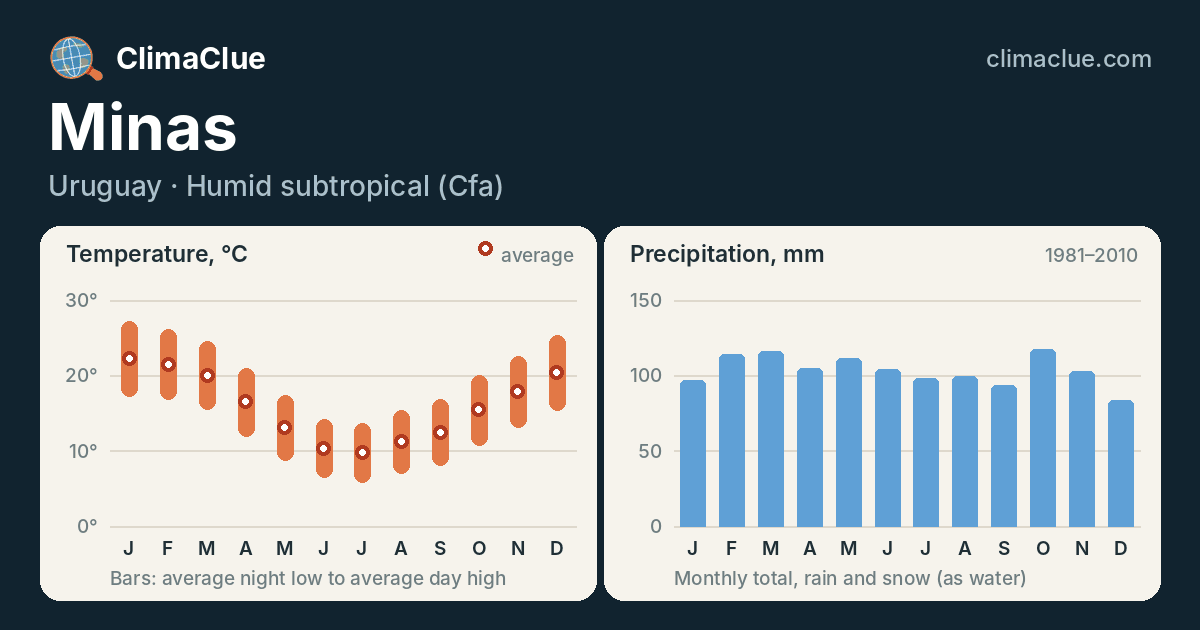 ClimaClue
climaclue.com
Minas
Uruguay · Humid subtropical (Cfa)
Temperature, °C
average
30°
20°
10°
0°
J F M A M J J A S O N D
Bars: average night low to average day high
Precipitation, mm
1981–2010
150
100
50
0
J F M A M J J A S O N D
Monthly total, rain and snow (as water)